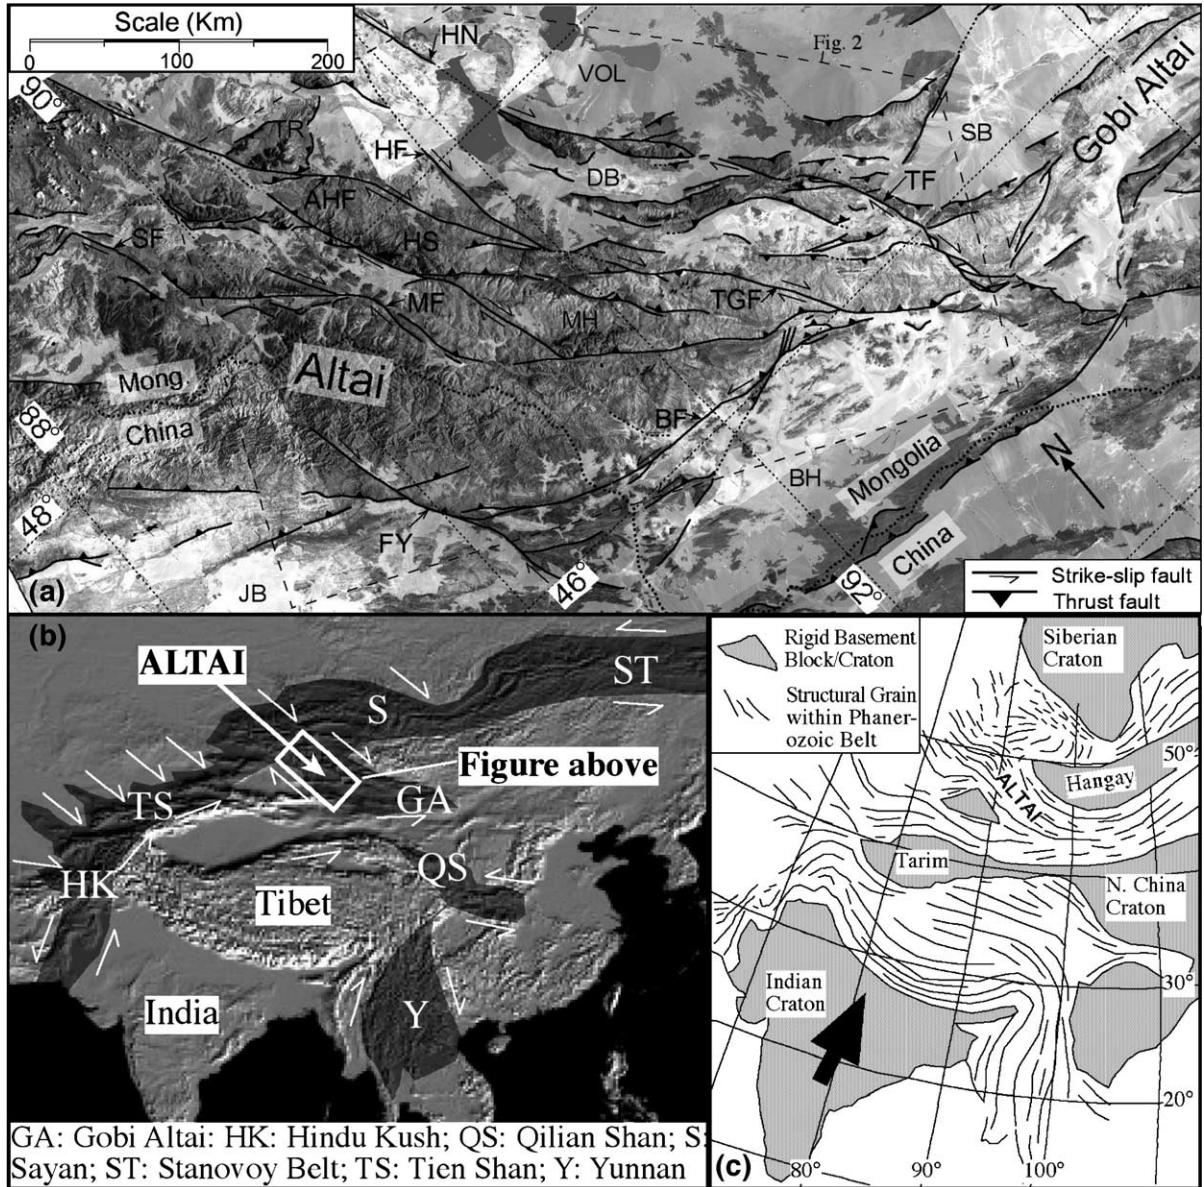 Scale (Km)
0 100 200
HN
VOL
Fig. 2
90°
TR
HF
DB
SB
Gobi Altai
TF
AHF
HS
SF
MF
MH
TGF
Altai
Mong.
China
88°
BF
BH
Mongolia
China
N
48°
FY
JB
46°
92°
(a)
Strike-slip fault
Thrust fault
(b)
ALTAI
S
ST
Figure above
TS
GA
HK
QS
Tibet
India
Y
GA: Gobi Altai: HK: Hindu Kush; QS: Qilian Shan; S:
Sayan; ST: Stanovoy Belt; TS: Tien Shan; Y: Yunnan
Rigid Basement
Block/Craton
Structural Grain
within Phaner-
ozoic Belt
Siberian
Craton
50°
Hangay
ALTAI
Tarim
N. China
Craton
Indian
Craton
30°
20°
(c)
80° 90° 100°